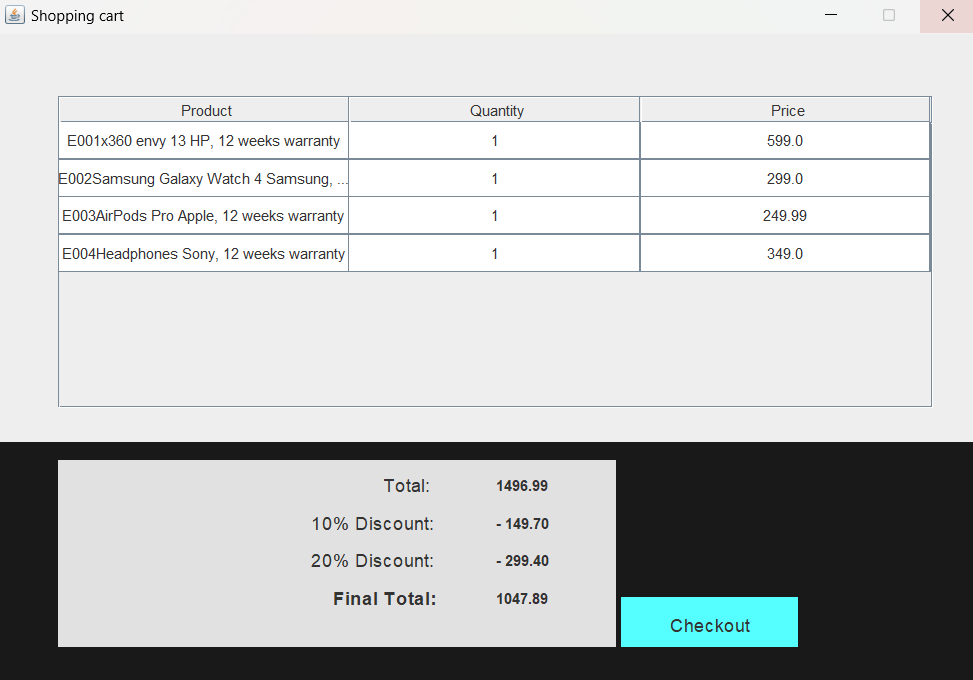 Shopping cart
Product Quantity Price
E001x360 envy 13 HP, 12 weeks warranty 1 599.0
E002Samsung Galaxy Watch 4 Samsung, ... 1 299.0
E003AirPods Pro Apple, 12 weeks warranty 1 249.99
E004Headphones Sony, 12 weeks warranty 1 349.0
Total: 1496.99
10% Discount: - 149.70
20% Discount: - 299.40
Final Total: 1047.89
Checkout